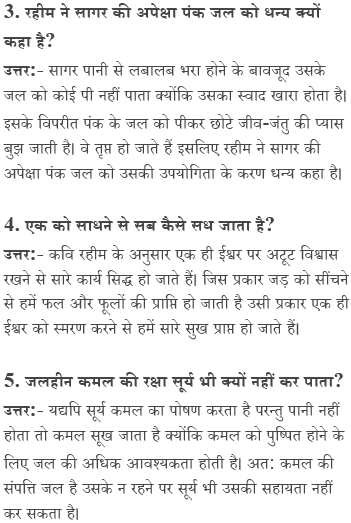 3. रहीम ने सागर की अपेक्षा पंक जल को धन्य क्यों
कहा है?
उत्तर:- सागर पानी से लबालब भरा होने के बावजूद उसके
जल को कोई पी नहीं पाता क्योंकि उसका स्वाद खारा होता है।
इसके विपरीत पंक के जल को पीकर छोटे जीव-जंतु की प्यास
बुझ जाती है। वे तृप्त हो जाते हैं इसलिए रहीम ने सागर की
अपेक्षा पंक जल को उसकी उपयोगिता के करण धन्य कहा है।
4. एक को साधने से सब कैसे सध जाता है?
उत्तर:- कवि रहीम के अनुसार एक ही ईश्वर पर अटूट विश्वास
रखने से सारे कार्य सिद्ध हो जाते हैं। जिस प्रकार जड़ को सींचने
से हमें फल और फूलों की प्राप्ति हो जाती है उसी प्रकार एक ही
ईश्वर को स्मरण करने से हमें सारे सुख प्राप्त हो जाते हैं।
5. जलहीन कमल की रक्षा सूर्य भी क्यों नहीं कर पाता?
उत्तर:- यद्यपि सूर्य कमल का पोषण करता है परन्तु पानी नहीं
होता तो कमल सूख जाता है क्योंकि कमल को पुष्पित होने के
लिए जल की अधिक आवश्यकता होती है। अत: कमल की
संपत्ति जल है उसके न रहने पर सूर्य भी उसकी सहायता नहीं
कर सकता है।